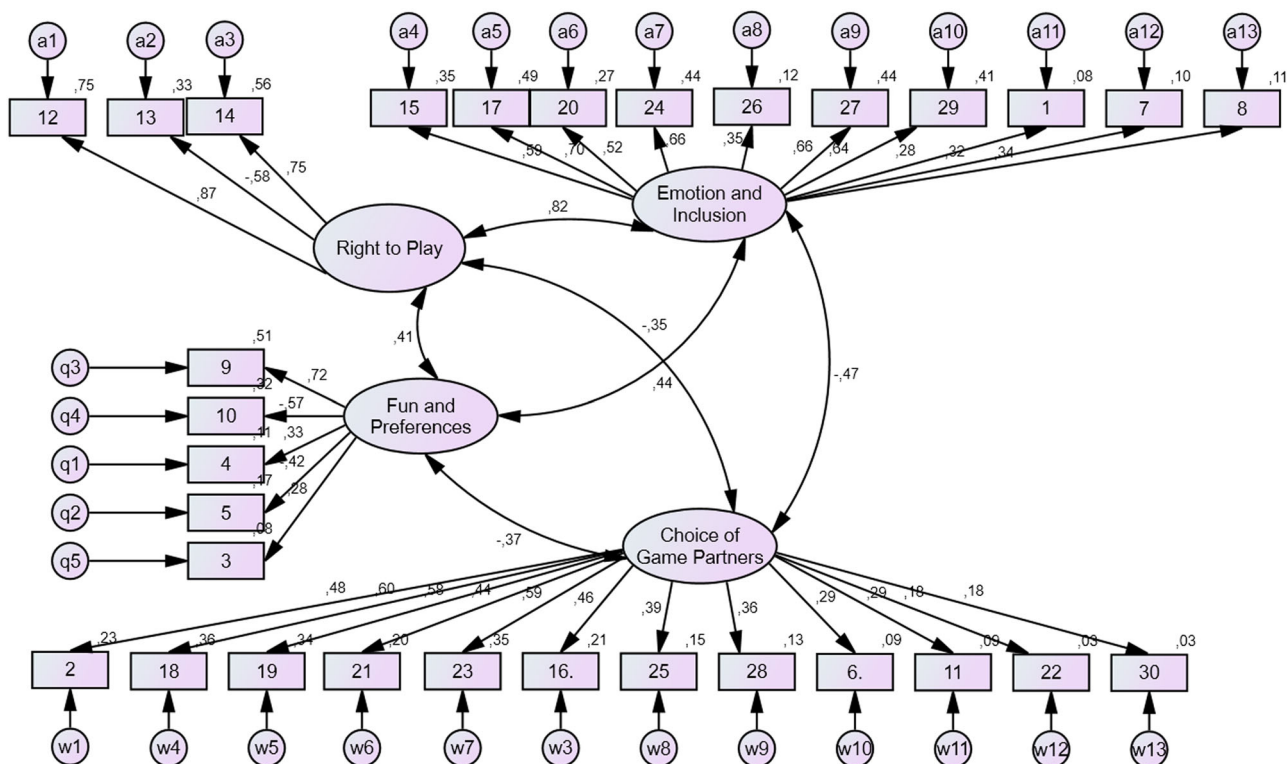 a1 a2 a3 a4 a5 a6 a7 a8 a9 a10 a11 a12 a13
,75 ,33 ,56 ,35 ,49 ,27 ,44 ,12 ,44 ,41 ,08 ,10 ,11
12 13 14 15 17 20 24 26 27 29 1 7 8
,87 -,58 ,75 ,59 ,70 ,52 ,66 ,35 ,66 ,64 ,28 ,32 ,34
Emotion and
Inclusion
,82
Right to Play
-,35
,41
,44
-,47
,51
q3 9 ,72
,32
q4 10 -,57
Fun and
Preferences
,11 ,33
q1 4 -,42
,17 ,28
q2 5
,08
q5 3
-,37
Choice of
Game Partners
,48 ,60 ,58 ,44 ,59 ,46 ,39 ,36 ,29 ,29 ,18 ,18
,23 ,36 ,34 ,20 ,35 ,21 ,15 ,13 ,09 ,09 ,03 ,03
2 18 19 21 23 16. 25 28 6. 11 22 30
w1 w4 w5 w6 w7 w3 w8 w9 w10 w11 w12 w13